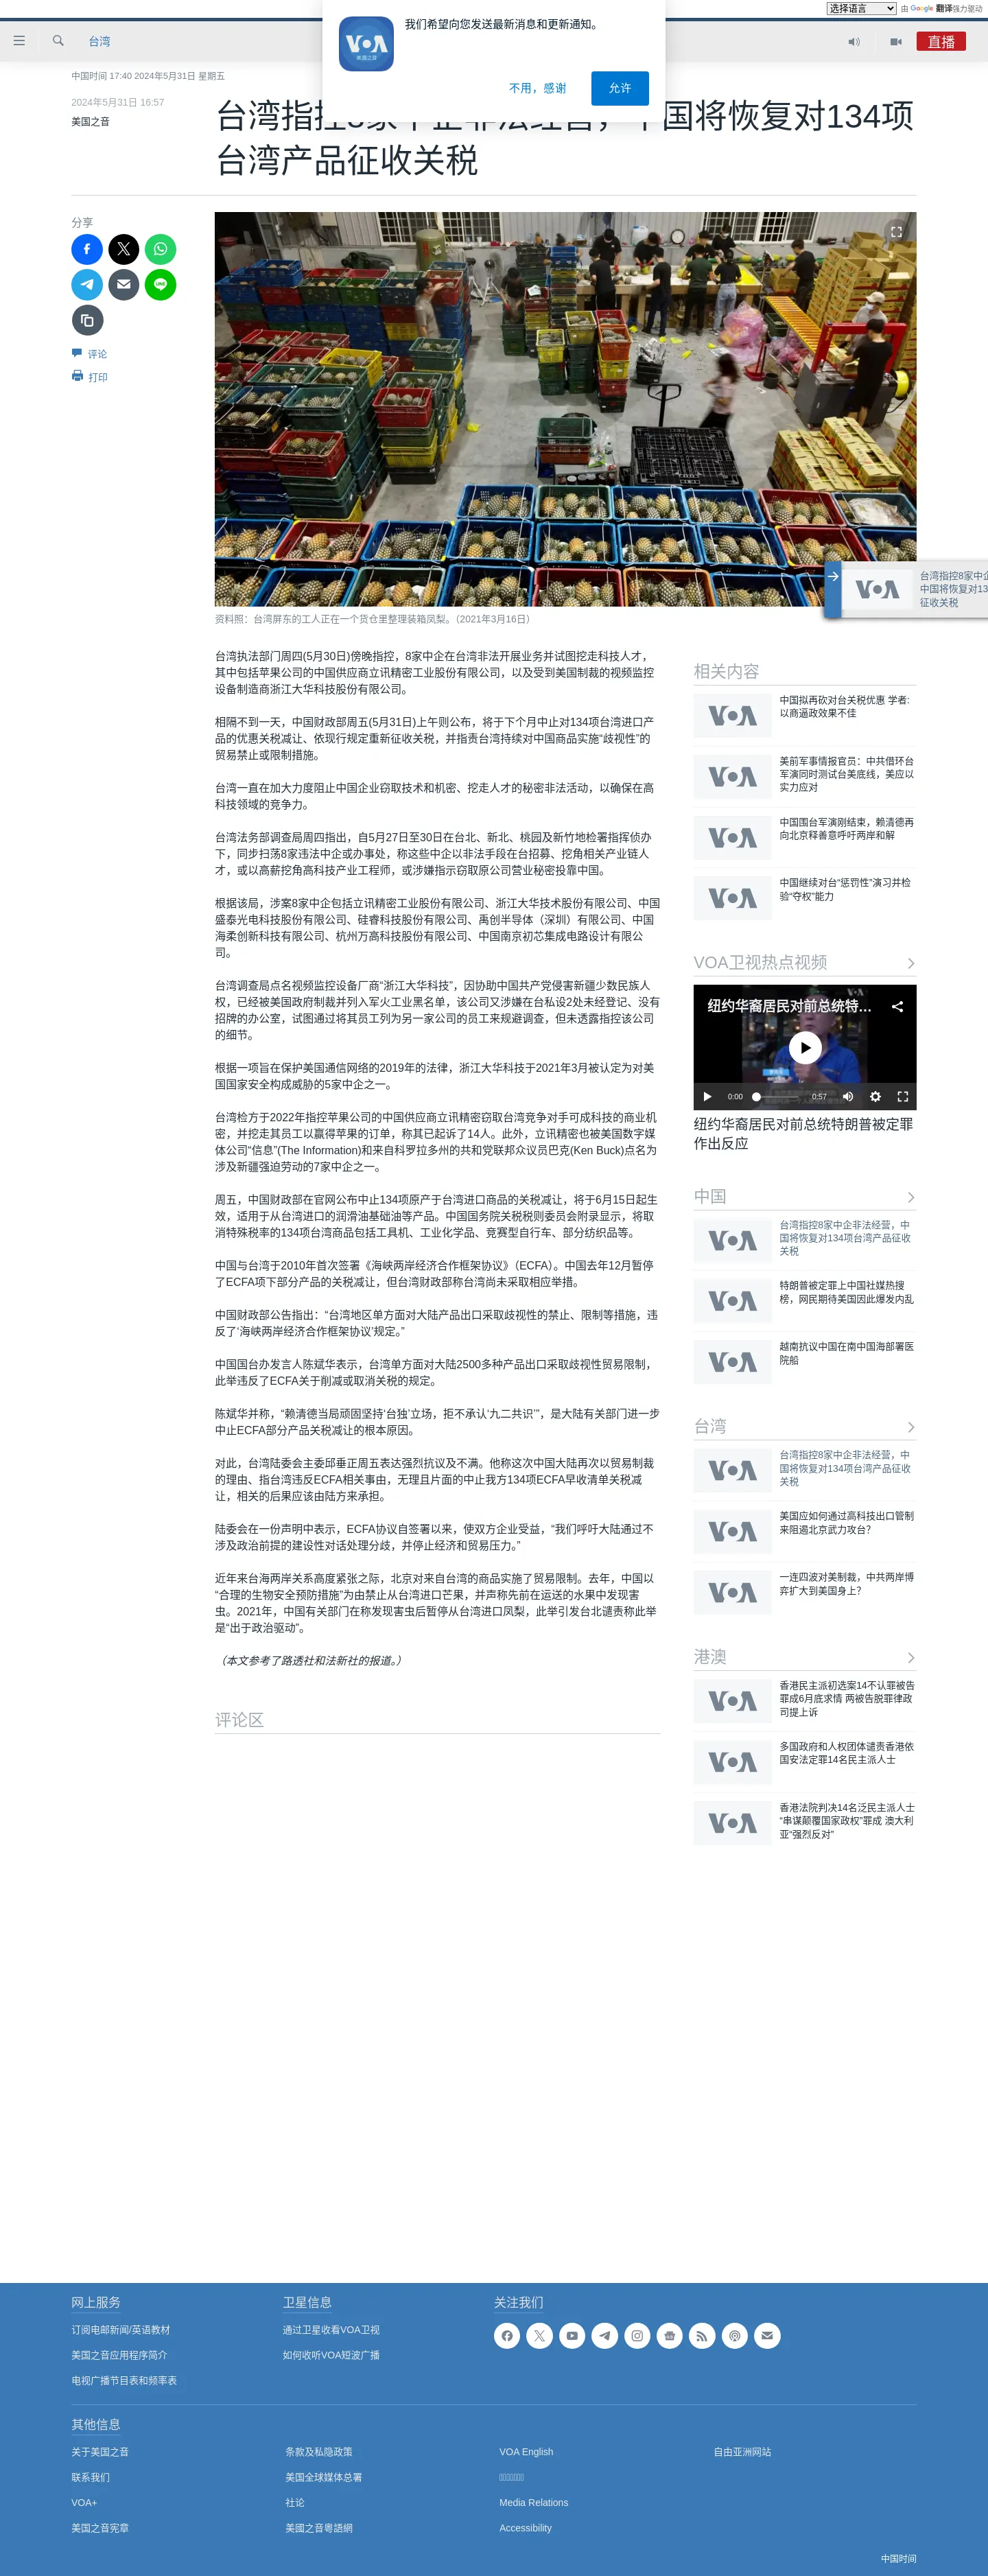 选择语言
由 Google 翻译强力驱动
我们希望向您发送最新消息和更新通知。
VOA
美国之音
不用，感谢
允许
台湾
直播
中国时间 17:40 2024年5月31日 星期五
2024年5月31日 16:57
美国之音
台湾指控8家中企非法经营，中国将恢复对134项
台湾产品征收关税
分享
评论
打印
资料照：台湾屏东的工人正在一个货仓里整理装箱凤梨。（2021年3月16日）
VOA
台湾指控8家中企
中国将恢复对13
征收关税
台湾执法部门周四(5月30日)傍晚指控，8家中企在台湾非法开展业务并试图挖走科技人才，
其中包括苹果公司的中国供应商立讯精密工业股份有限公司，以及受到美国制裁的视频监控
设备制造商浙江大华科技股份有限公司。
相隔不到一天，中国财政部周五(5月31日)上午则公布，将于下个月中止对134项台湾进口产
品的优惠关税减让、依现行规定重新征收关税，并指责台湾持续对中国商品实施“歧视性”的
贸易禁止或限制措施。
台湾一直在加大力度阻止中国企业窃取技术和机密、挖走人才的秘密非法活动，以确保在高
科技领域的竞争力。
台湾法务部调查局周四指出，自5月27日至30日在台北、新北、桃园及新竹地检署指挥侦办
下，同步扫荡8家违法中企或办事处，称这些中企以非法手段在台招募、挖角相关产业链人
才，或以高薪挖角高科技产业工程师，或涉嫌指示窃取原公司营业秘密投靠中国。
根据该局，涉案8家中企包括立讯精密工业股份有限公司、浙江大华技术股份有限公司、中国
盛泰光电科技股份有限公司、硅睿科技股份有限公司、禹创半导体（深圳）有限公司、中国
海柔创新科技有限公司、杭州万高科技股份有限公司、中国南京初芯集成电路设计有限公
司。
台湾调查局点名视频监控设备厂商“浙江大华科技”，因协助中国共产党侵害新疆少数民族人
权，已经被美国政府制裁并列入军火工业黑名单，该公司又涉嫌在台私设2处未经登记、没有
招牌的办公室，试图通过将其员工列为另一家公司的员工来规避调查，但未透露指控该公司
的细节。
根据一项旨在保护美国通信网络的2019年的法律，浙江大华科技于2021年3月被认定为对美
国国家安全构成威胁的5家中企之一。
台湾检方于2022年指控苹果公司的中国供应商立讯精密窃取台湾竞争对手可成科技的商业机
密，并挖走其员工以赢得苹果的订单，称其已起诉了14人。此外，立讯精密也被美国数字媒
体公司“信息”(The Information)和来自科罗拉多州的共和党联邦众议员巴克(Ken Buck)点名为
涉及新疆强迫劳动的7家中企之一。
周五，中国财政部在官网公布中止134项原产于台湾进口商品的关税减让，将于6月15日起生
效，适用于从台湾进口的润滑油基础油等产品。中国国务院关税税则委员会附录显示，将取
消特殊税率的134项台湾商品包括工具机、工业化学品、竞赛型自行车、部分纺织品等。
中国与台湾于2010年首次签署《海峡两岸经济合作框架协议》（ECFA）。中国去年12月暂停
了ECFA项下部分产品的关税减让，但台湾财政部称台湾尚未采取相应举措。
中国财政部公告指出：“台湾地区单方面对大陆产品出口采取歧视性的禁止、限制等措施，违
反了‘海峡两岸经济合作框架协议’规定。”
中国国台办发言人陈斌华表示，台湾单方面对大陆2500多种产品出口采取歧视性贸易限制，
此举违反了ECFA关于削减或取消关税的规定。
陈斌华并称，“赖清德当局顽固坚持‘台独’立场，拒不承认‘九二共识’”，是大陆有关部门进一步
中止ECFA部分产品关税减让的根本原因。
对此，台湾陆委会主委邱垂正周五表达强烈抗议及不满。他称这次中国大陆再次以贸易制裁
的理由、指台湾违反ECFA相关事由，无理且片面的中止我方134项ECFA早收清单关税减
让，相关的后果应该由陆方来承担。
陆委会在一份声明中表示，ECFA协议自签署以来，使双方企业受益，“我们呼吁大陆通过不
涉及政治前提的建设性对话处理分歧，并停止经济和贸易压力。”
近年来台海两岸关系高度紧张之际，北京对来自台湾的商品实施了贸易限制。去年，中国以
“合理的生物安全预防措施”为由禁止从台湾进口芒果，并声称先前在运送的水果中发现害
虫。2021年，中国有关部门在称发现害虫后暂停从台湾进口凤梨，此举引发台北谴责称此举
是“出于政治驱动”。
（本文参考了路透社和法新社的报道。）
评论区
相关内容
VOA
中国拟再砍对台关税优惠 学者:
以商逼政效果不佳
VOA
美前军事情报官员：中共借环台
军演同时测试台美底线，美应以
实力应对
VOA
中国围台军演刚结束，赖清德再
向北京释善意呼吁两岸和解
VOA
中国继续对台“惩罚性”演习并检
验“夺权”能力
VOA卫视热点视频
纽约华裔居民对前总统特...
0:00
0:57
纽约华裔居民对前总统特朗普被定罪
作出反应
中国
VOA
台湾指控8家中企非法经营，中
国将恢复对134项台湾产品征收
关税
VOA
特朗普被定罪上中国社媒热搜
榜，网民期待美国因此爆发内乱
VOA
越南抗议中国在南中国海部署医
院船
台湾
VOA
台湾指控8家中企非法经营，中
国将恢复对134项台湾产品征收
关税
VOA
美国应如何通过高科技出口管制
来阻遏北京武力攻台？
VOA
一连四波对美制裁，中共两岸博
弈扩大到美国身上？
港澳
VOA
香港民主派初选案14不认罪被告
罪成6月底求情 两被告脱罪律政
司提上诉
VOA
多国政府和人权团体谴责香港依
国安法定罪14名民主派人士
VOA
香港法院判决14名泛民主派人士
“串谋颠覆国家政权”罪成 澳大利
亚“强烈反对”
网上服务
订阅电邮新闻/英语教材
美国之音应用程序简介
电视广播节目表和频率表
卫星信息
通过卫星收看VOA卫视
如何收听VOA短波广播
关注我们
其他信息
关于美国之音
联系我们
VOA+
美国之音宪章
条款及私隐政策
美国全球媒体总署
社论
美國之音粵語網
VOA English
Media Relations
Accessibility
自由亚洲网站
中国时间